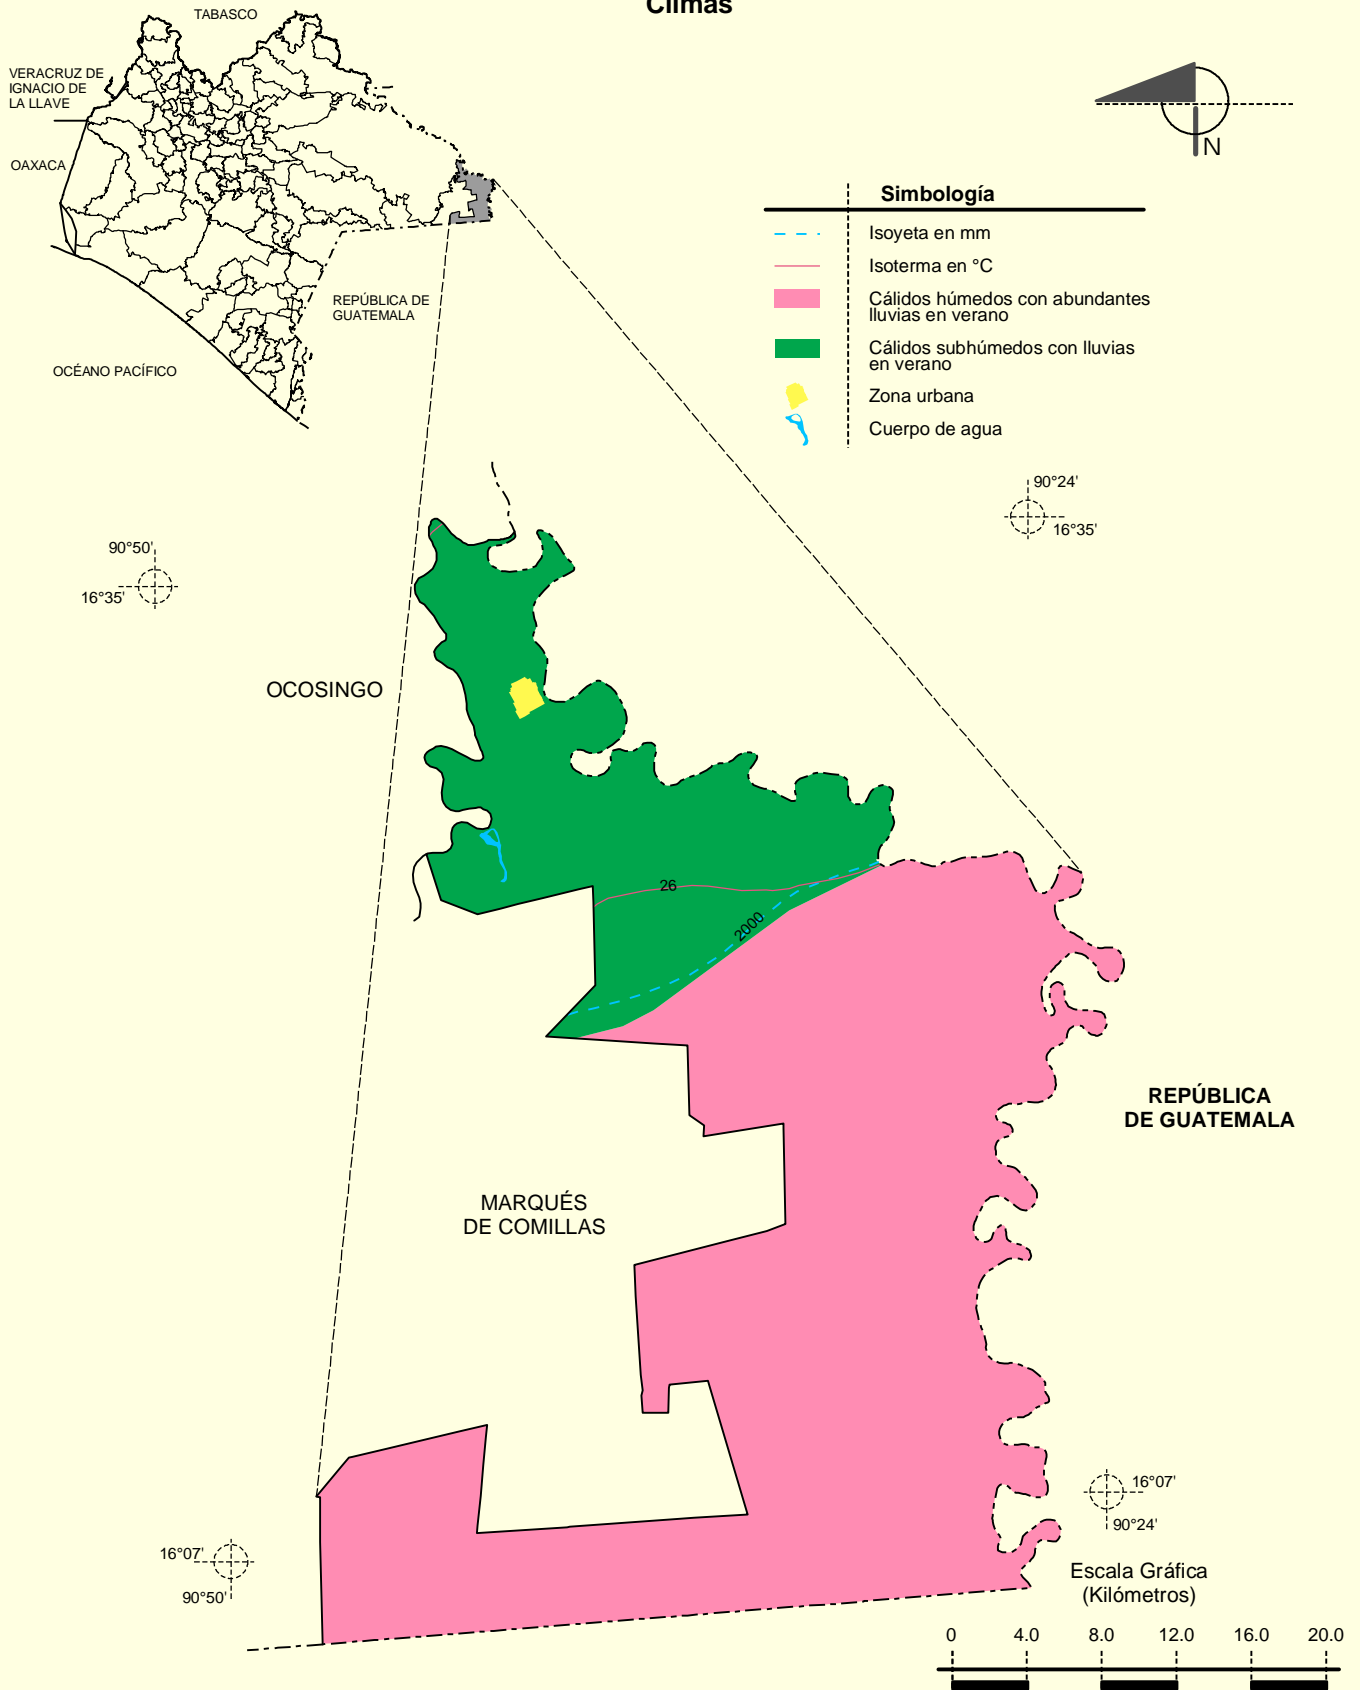 Climas
TABASCO
VERACRUZ DE
IGNACIO DE
LA LLAVE
OAXACA
REPÚBLICA DE
GUATEMALA
OCÉANO PACÍFICO
N
Simbología
Isoyeta en mm
Isoterma en °C
Cálidos húmedos con abundantes
lluvias en verano
Cálidos subhúmedos con lluvias
en verano
Zona urbana
Cuerpo de agua
90°24'
16°35'
90°50'
16°35'
OCOSINGO
26
2000
REPÚBLICA
DE GUATEMALA
MARQUÉS
DE COMILLAS
16°07'
90°24'
16°07'
90°50'
Escala Gráfica
(Kilómetros)
0 4.0 8.0 12.0 16.0 20.0